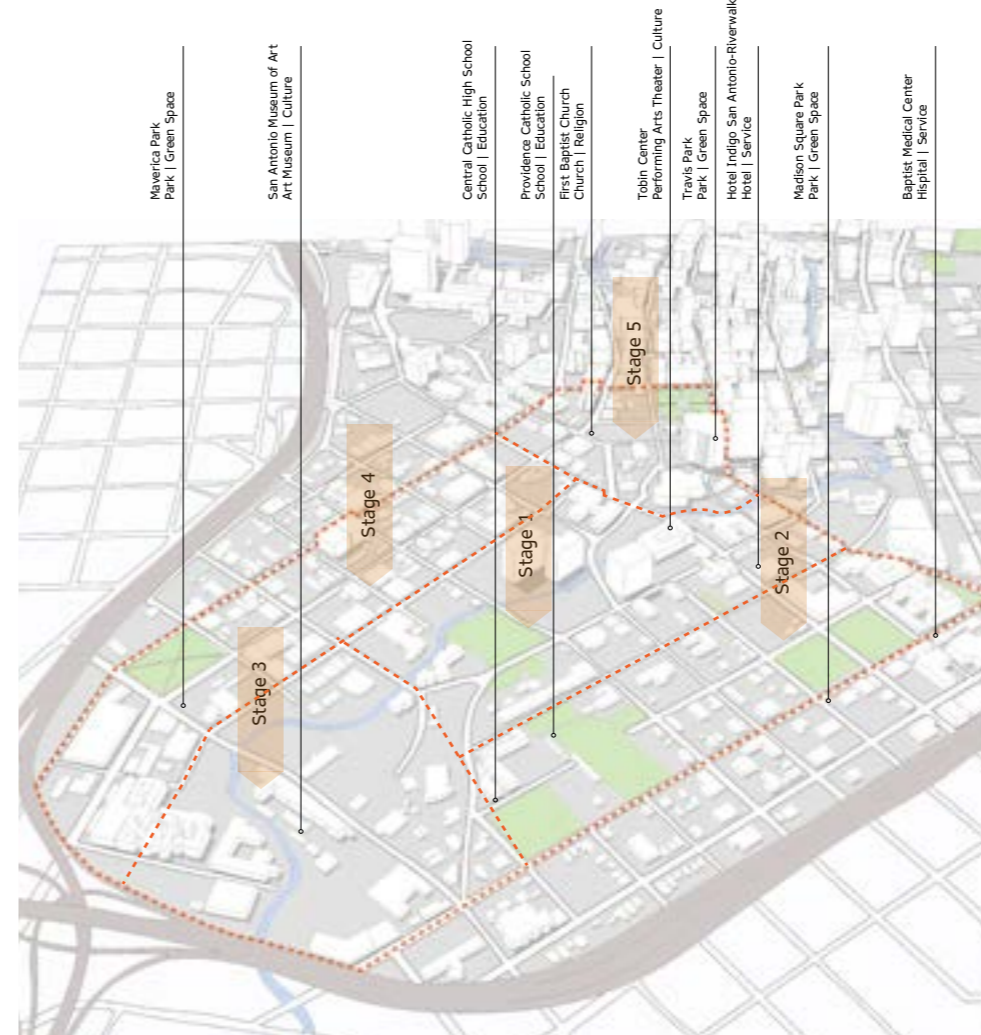 Maverica Park
Park | Green Space
San Antonio Museum of Art
Art Museum | Culture
Central Catholic High School
School | Education
Providence Catholic School
School | Education
First Baptist Church
Church | Religion
Tobin Center
Performing Arts Theater | Culture
Travis Park
Park | Green Space
Hotel Indigo San Antonio-Riverwalk
Hotel | Service
Madison Square Park
Park | Green Space
Baptist Medical Center
Hispital | Service
Stage 5
Stage 4
Stage 1
Stage 2
Stage 3